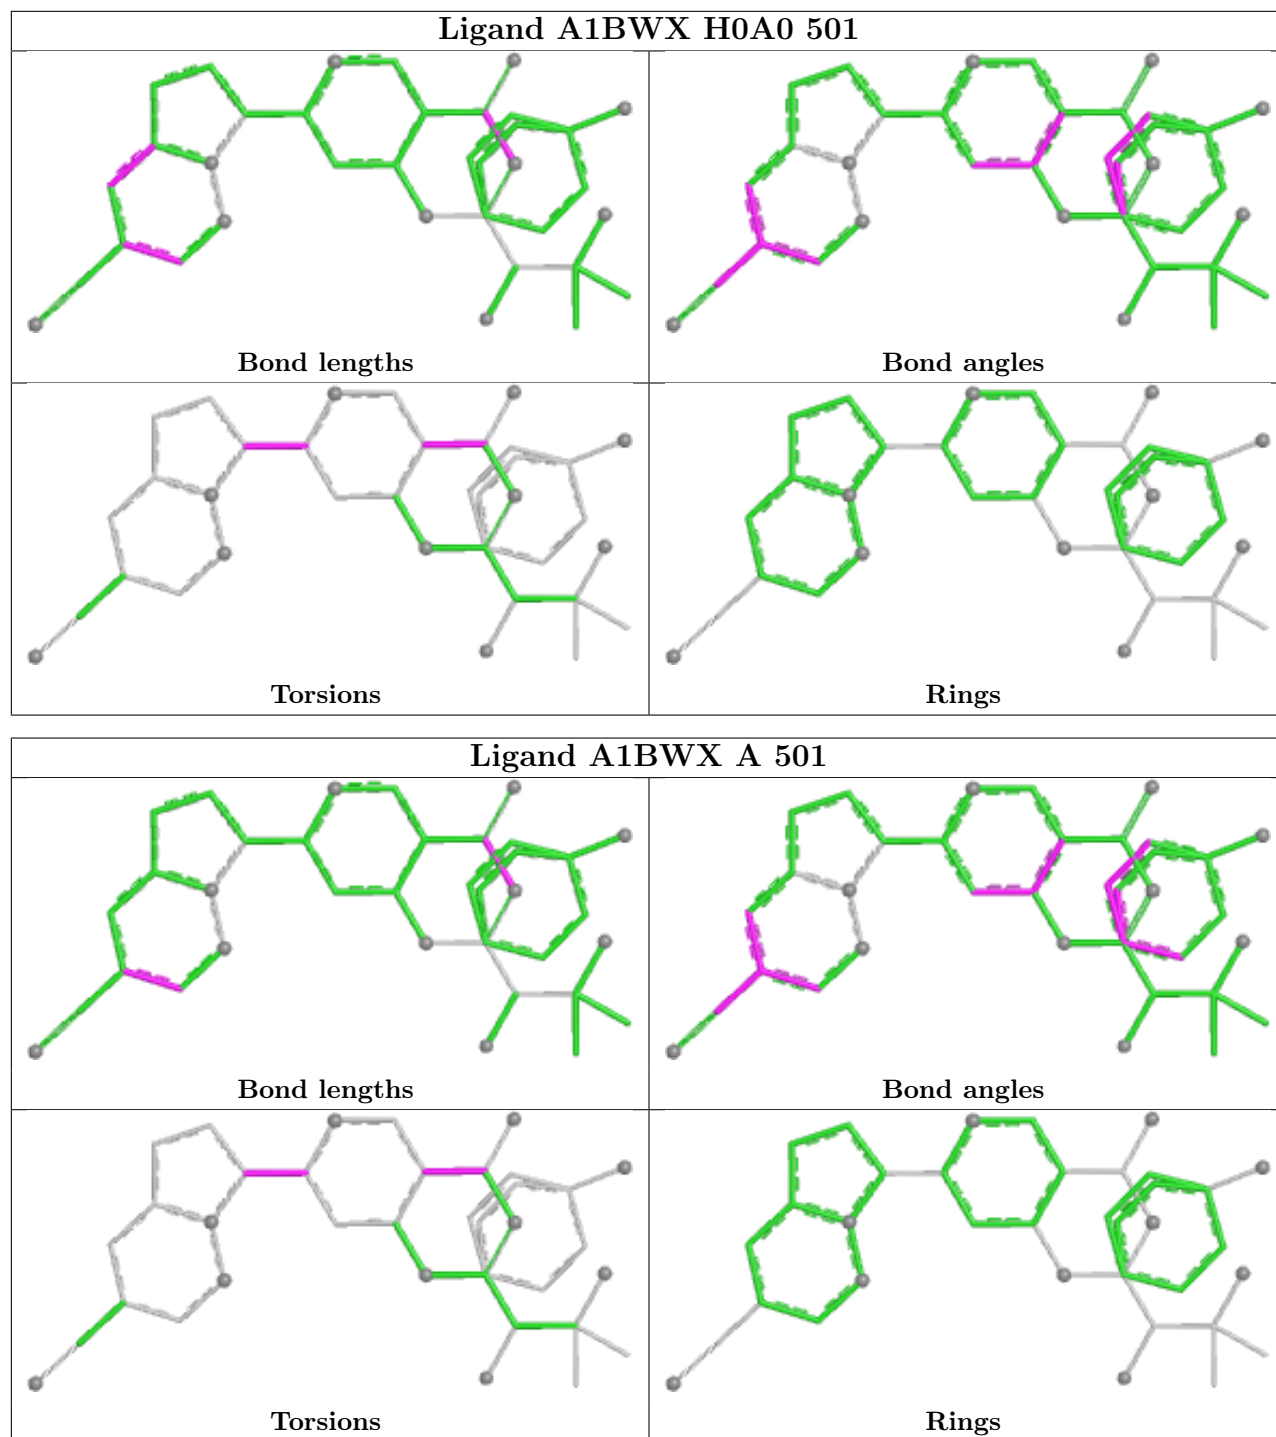 Ligand A1BWX H0A0 501
Bond lengths
Bond angles
Torsions
Rings
Ligand A1BWX A 501
Bond lengths
Bond angles
Torsions
Rings